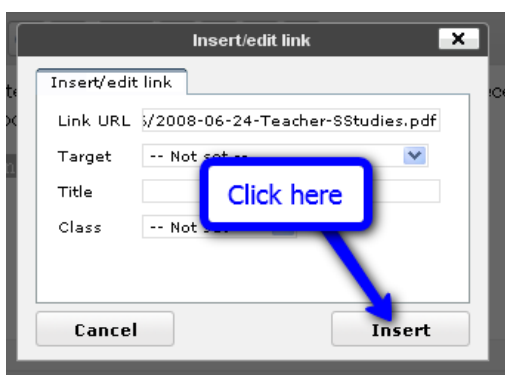 Insert/edit link
Insert/edit link
Link URL /2008-06-24-Teacher-SStudies.pdf
Target -- Not set --
Title
Click here
Class -- Not
Cancel Insert